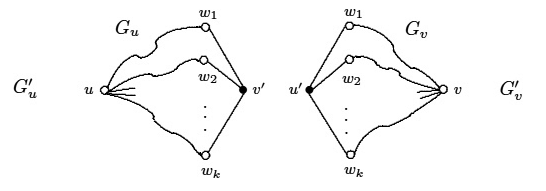 G_u w_1 w_1 G_v
G'_u u w_2 v' u' w_2 v G'_v
w_k w_k